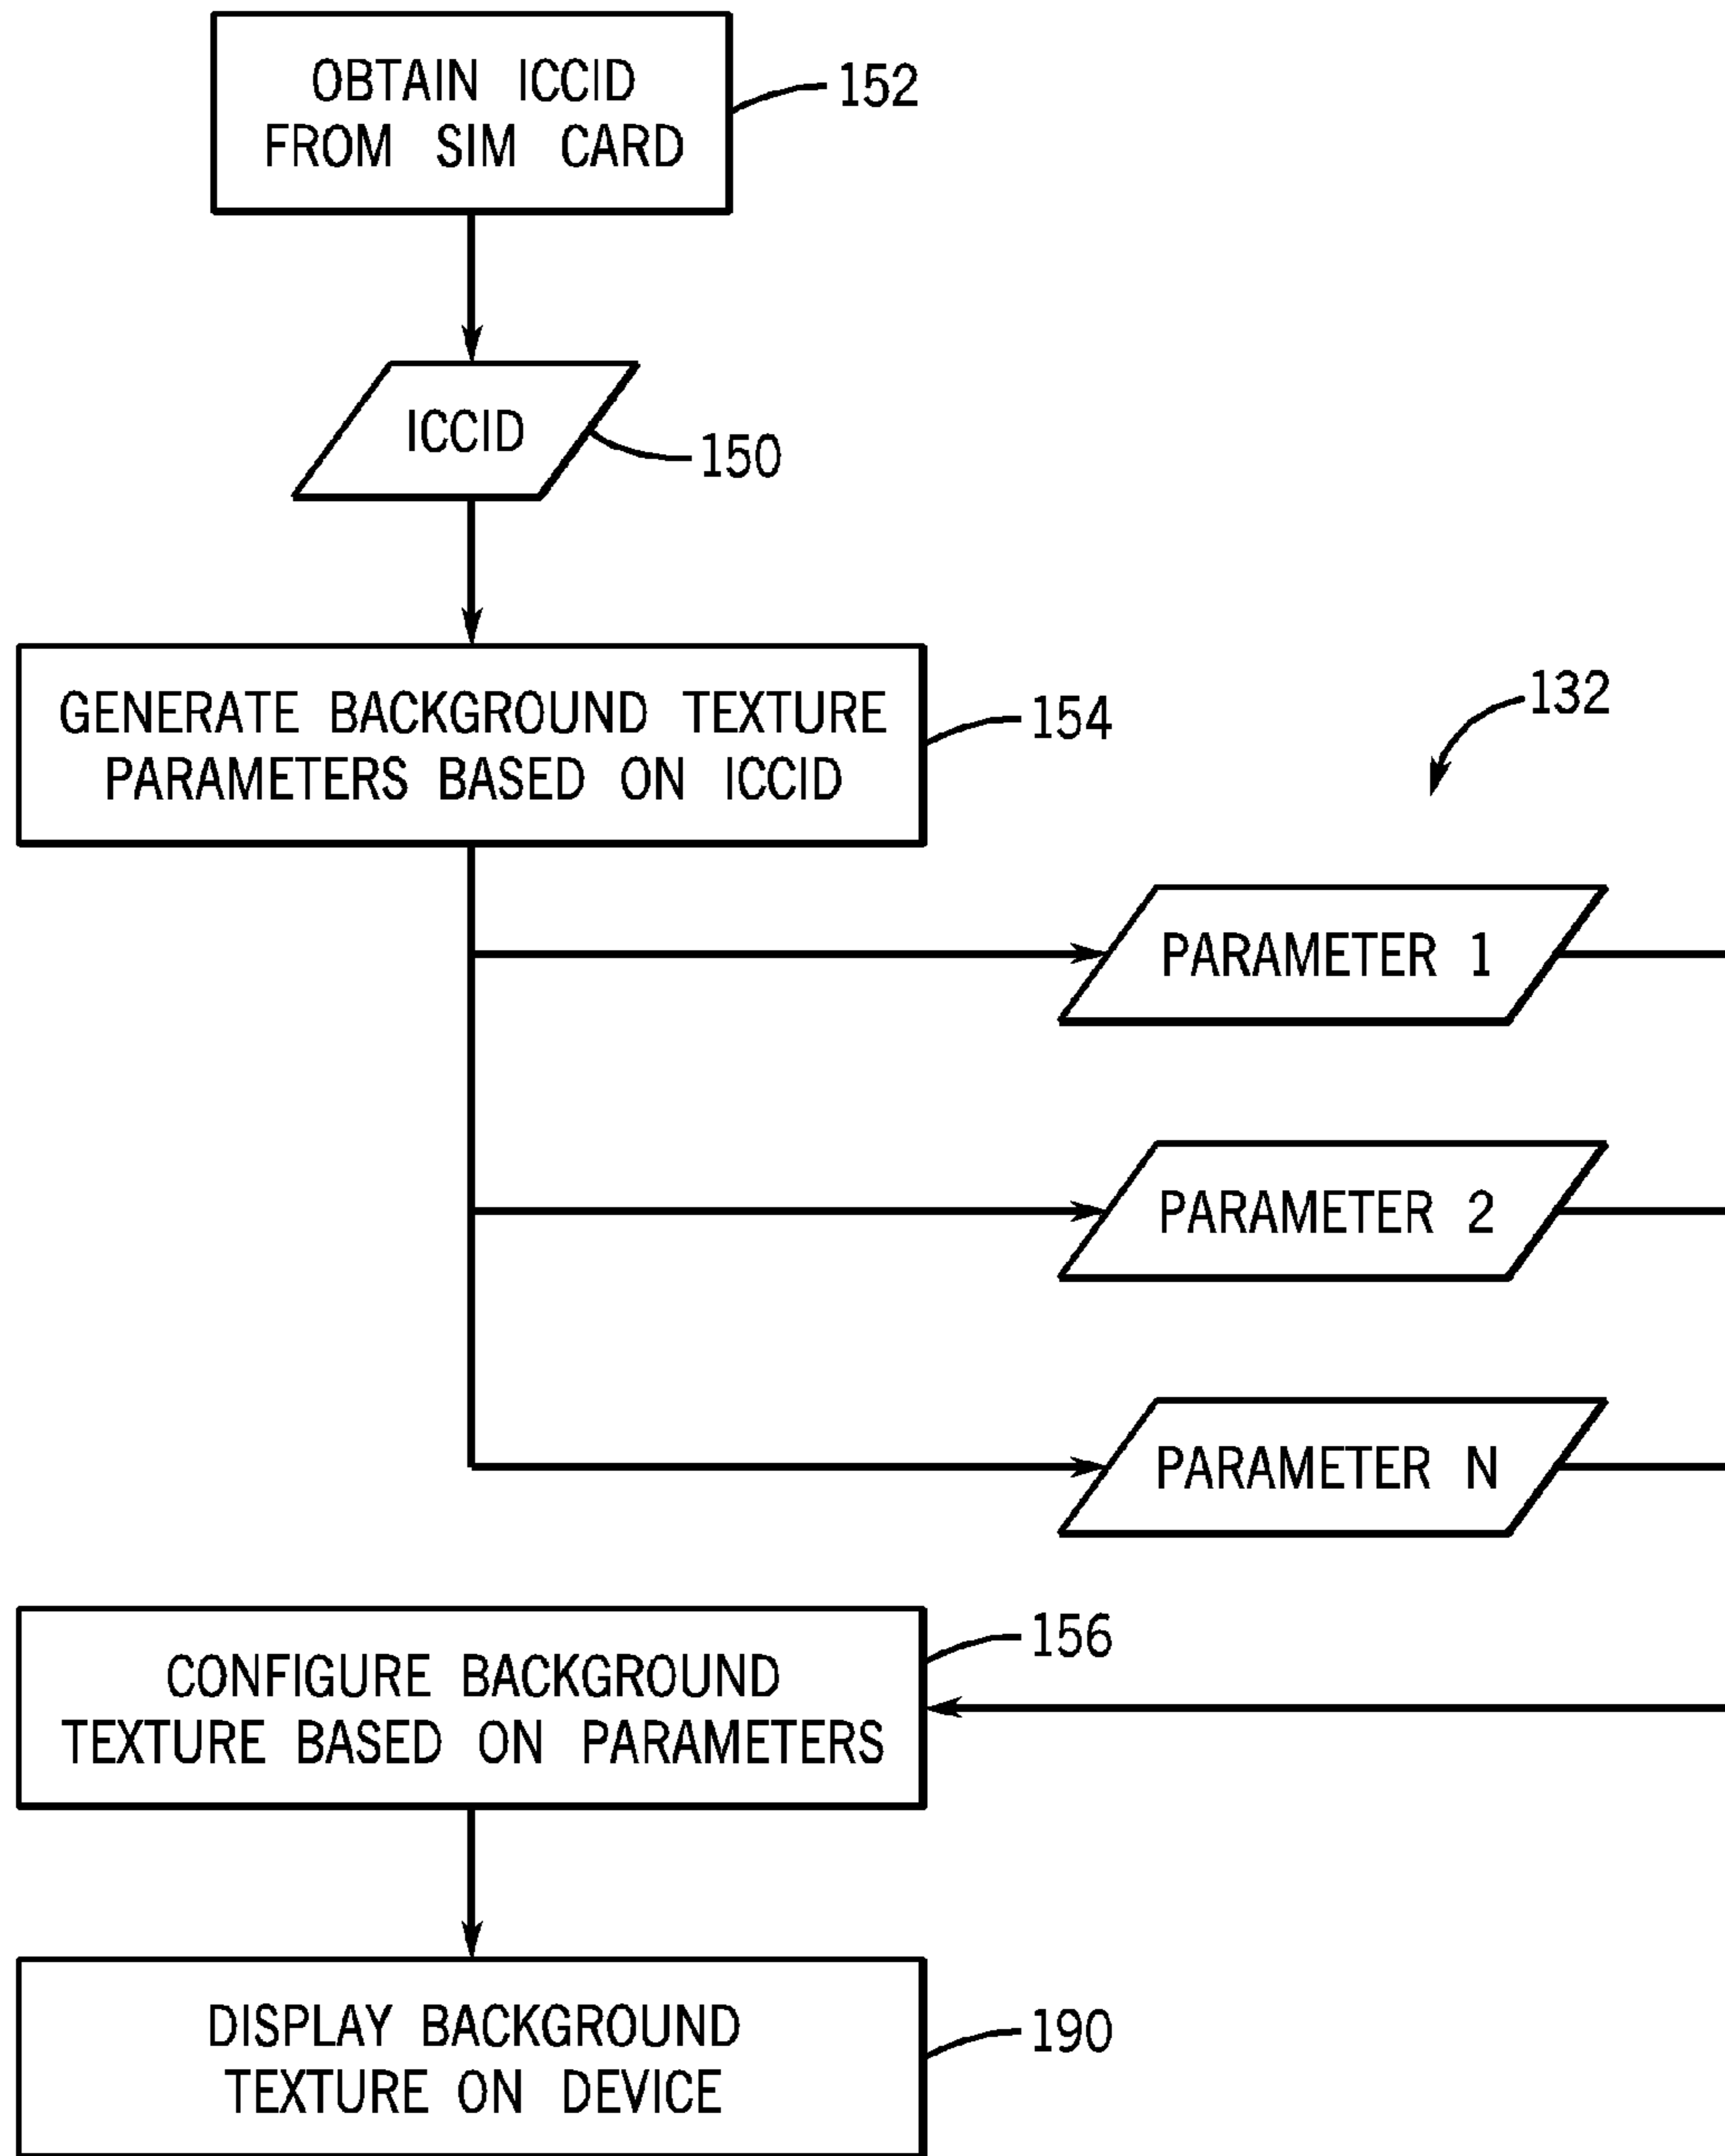 OBTAIN ICCID
FROM SIM CARD
152
ICCID
150
GENERATE BACKGROUND TEXTURE
PARAMETERS BASED ON ICCID
154
132
PARAMETER 1
PARAMETER 2
PARAMETER N
CONFIGURE BACKGROUND
TEXTURE BASED ON PARAMETERS
156
DISPLAY BACKGROUND
TEXTURE ON DEVICE
190